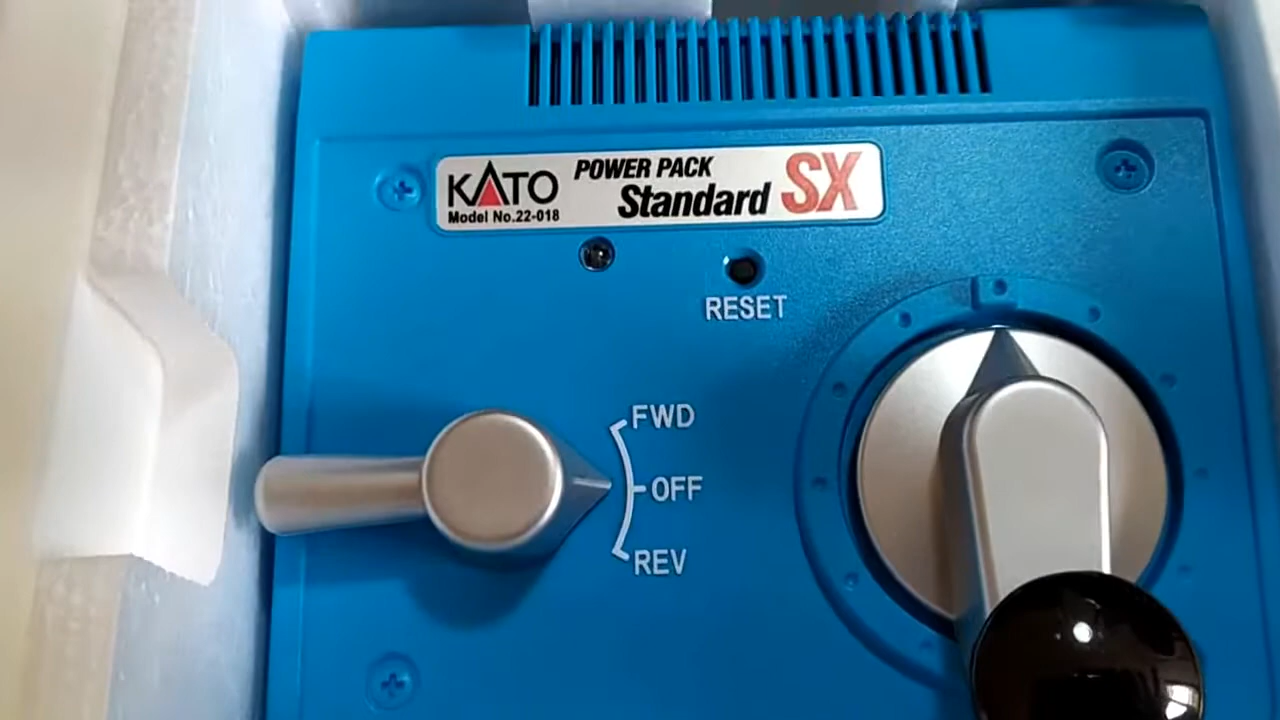 KATO
Model No.22-018
POWER PACK
Standard SX
RESET
FWD
OFF
REV